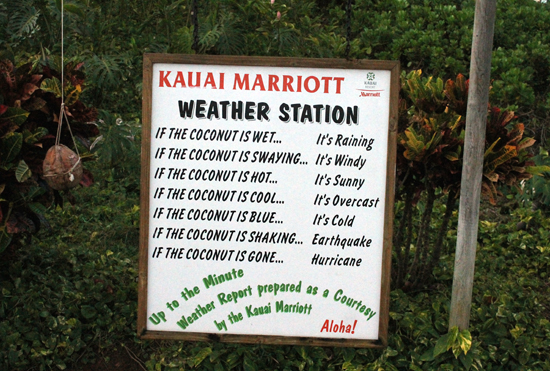 KAUAI MARRIOTT
KAUAI
Marriott
WEATHER STATION
IF THE COCONUT IS WET... It's Raining
IF THE COCONUT IS SWAYING... It's Windy
IF THE COCONUT IS HOT... It's Sunny
IF THE COCONUT IS COOL... It's Overcast
IF THE COCONUT IS BLUE... It's Cold
IF THE COCONUT IS SHAKING... Earthquake
IF THE COCONUT IS GONE... Hurricane
Up to the Minute
Weather Report prepared as a Courtesy
by the Kauai Marriott
Aloha!